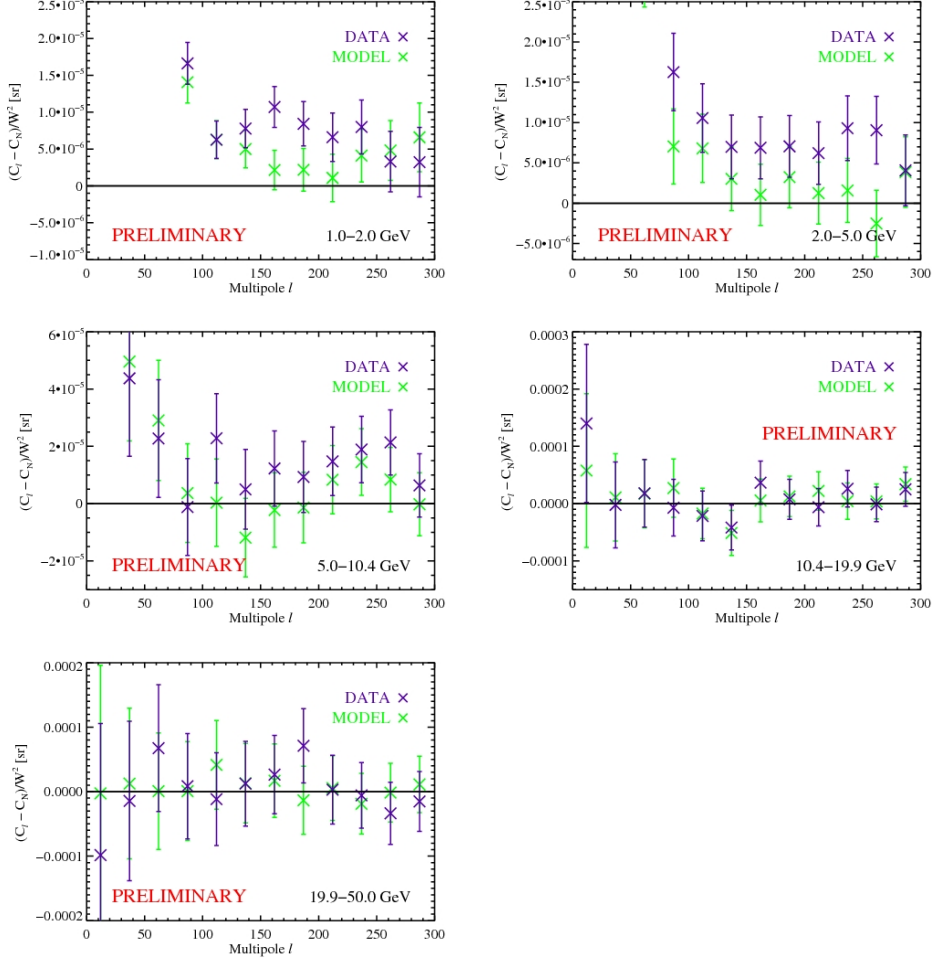 2.5•10⁻⁵
2.0•10⁻⁵
1.5•10⁻⁵
1.0•10⁻⁵
5.0•10⁻⁶
0
−5.0•10⁻⁶
−1.0•10⁻⁵
(Cₗ − C_N)/W² [sr]
DATA
MODEL
PRELIMINARY
1.0−2.0 GeV
0 50 100 150 200 250 300
Multipole l
2.5•10⁻⁵
2.0•10⁻⁵
1.5•10⁻⁵
1.0•10⁻⁵
5.0•10⁻⁶
0
−5.0•10⁻⁶
(Cₗ − C_N)/W² [sr]
DATA
MODEL
PRELIMINARY
2.0−5.0 GeV
0 50 100 150 200 250 300
Multipole l
6•10⁻⁵
4•10⁻⁵
2•10⁻⁵
0
−2•10⁻⁵
(Cₗ − C_N)/W² [sr]
DATA
MODEL
PRELIMINARY
5.0−10.4 GeV
0 50 100 150 200 250 300
Multipole l
0.0003
0.0002
0.0001
0.0000
−0.0001
(Cₗ − C_N)/W² [sr]
DATA
MODEL
PRELIMINARY
10.4−19.9 GeV
0 50 100 150 200 250 300
Multipole l
0.0002
0.0001
0.0000
−0.0001
−0.0002
(Cₗ − C_N)/W² [sr]
DATA
MODEL
PRELIMINARY
19.9−50.0 GeV
0 50 100 150 200 250 300
Multipole l